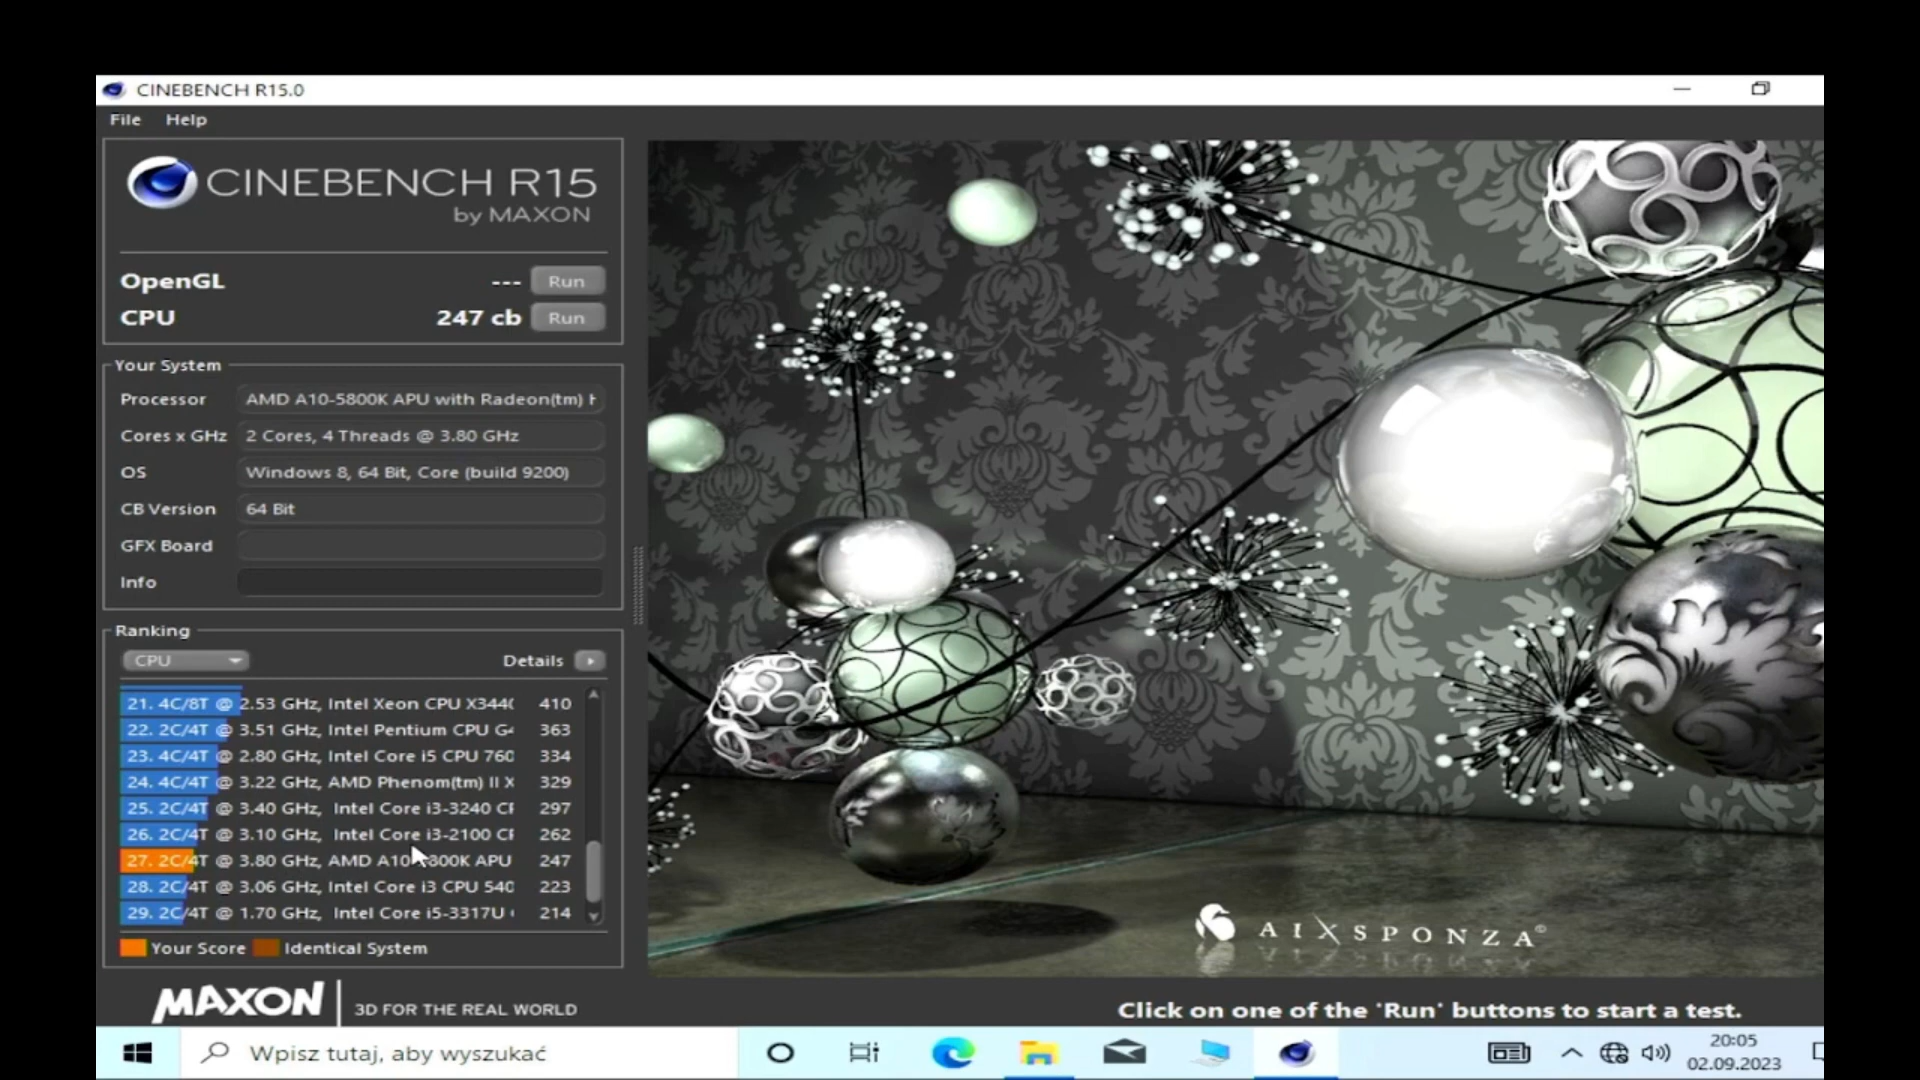 CINEBENCH R15.0
File Help
CINEBENCH R15
by MAXON
OpenGL --- Run
CPU 247 cb Run
Your System
Processor AMD A10-5800K APU with Radeon(tm) H
Cores x GHz 2 Cores, 4 Threads @ 3.80 GHz
OS Windows 8, 64 Bit, Core (build 9200)
CB Version 64 Bit
GFX Board
Info
Ranking
CPU Details
21. 4C/8T @ 2.53 GHz, Intel Xeon CPU X3440 410
22. 2C/4T @ 3.51 GHz, Intel Pentium CPU G4 363
23. 4C/4T @ 2.80 GHz, Intel Core i5 CPU 760 334
24. 4C/4T @ 3.22 GHz, AMD Phenom(tm) II X 329
25. 2C/4T @ 3.40 GHz, Intel Core i3-3240 CP 297
26. 2C/4T @ 3.10 GHz, Intel Core i3-2100 CP 262
27. 2C/4T @ 3.80 GHz, AMD A10-5800K APU 247
28. 2C/4T @ 3.06 GHz, Intel Core i3 CPU 540 223
29. 2C/4T @ 1.70 GHz, Intel Core i5-3317U 214
Your Score Identical System
MAXON 3D FOR THE REAL WORLD
AIXSPONZA®
Click on one of the 'Run' buttons to start a test.
Wpisz tutaj, aby wyszukać
20:05
02.09.2023